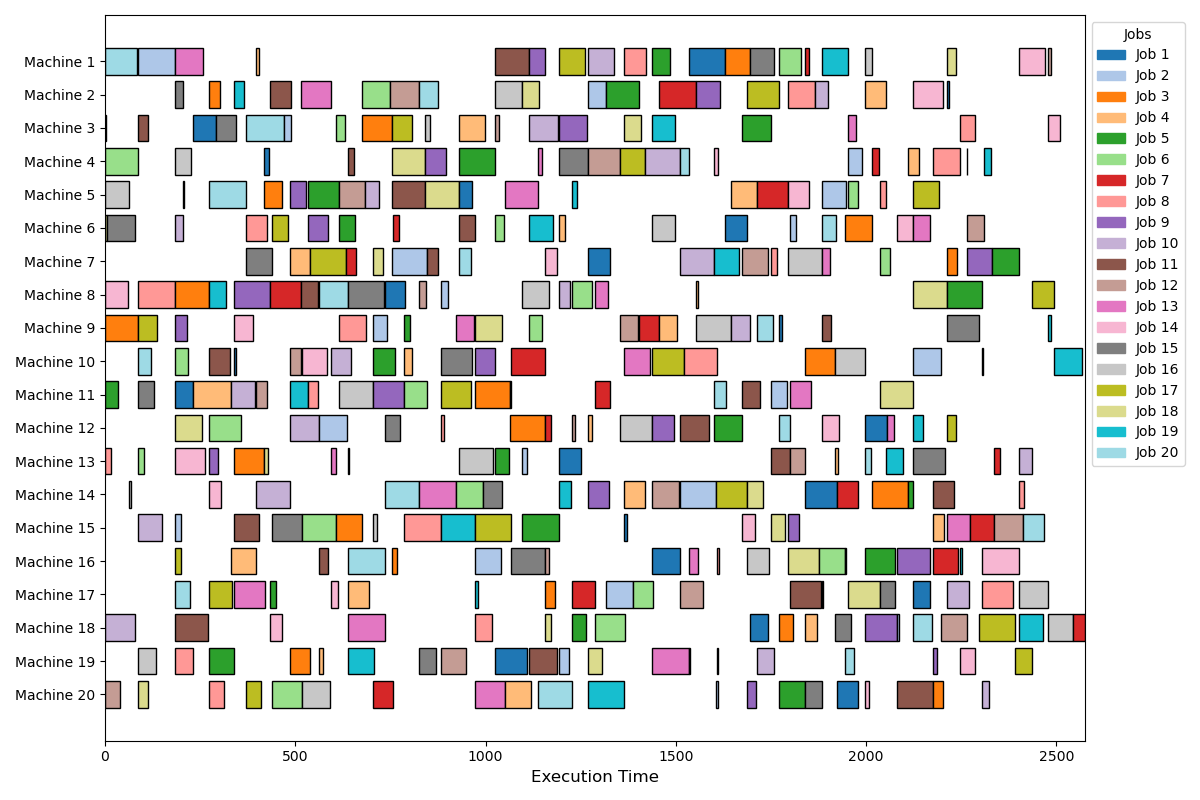 Machine 1
Machine 2
Machine 3
Machine 4
Machine 5
Machine 6
Machine 7
Machine 8
Machine 9
Machine 10
Machine 11
Machine 12
Machine 13
Machine 14
Machine 15
Machine 16
Machine 17
Machine 18
Machine 19
Machine 20
0 500 1000 1500 2000 2500
Execution Time
Jobs
Job 1
Job 2
Job 3
Job 4
Job 5
Job 6
Job 7
Job 8
Job 9
Job 10
Job 11
Job 12
Job 13
Job 14
Job 15
Job 16
Job 17
Job 18
Job 19
Job 20